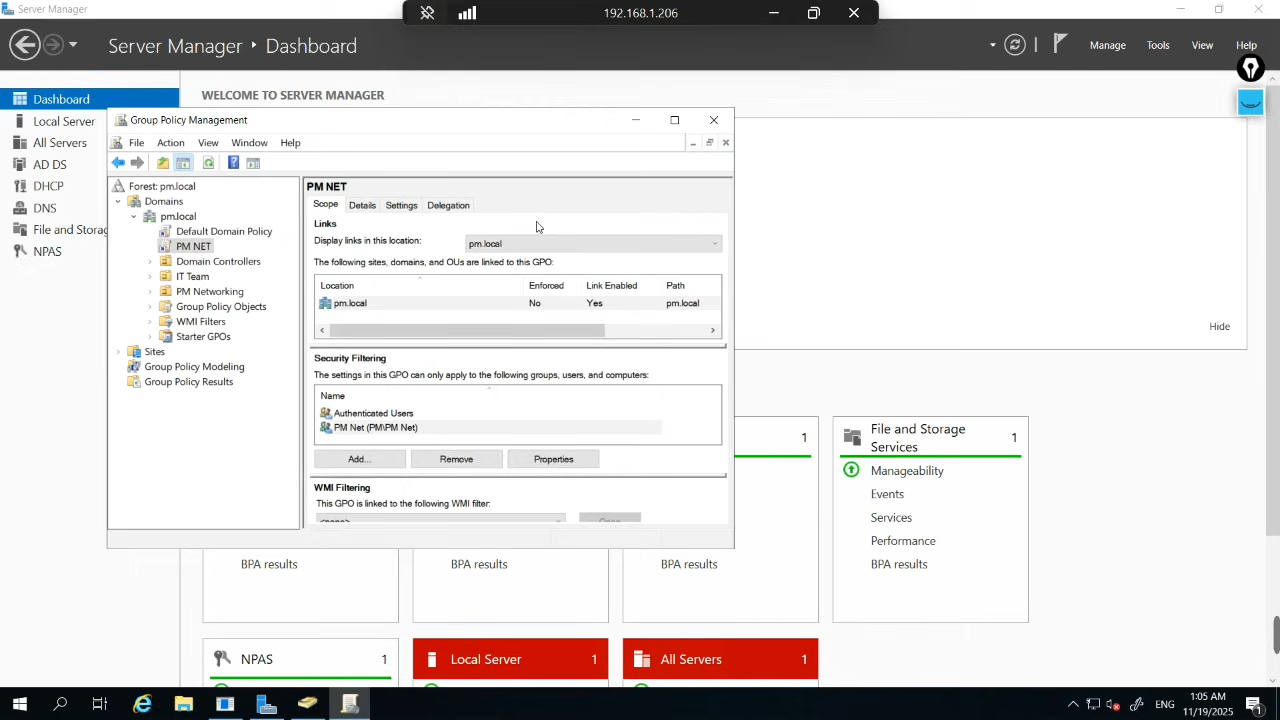 Server Manager
192.168.1.206
Server Manager
Dashboard
Manage
Tools
View
Help
Dashboard
Local Server
All Servers
AD DS
DHCP
DNS
File and Storag
NPAS
WELCOME TO SERVER MANAGER
Group Policy Management
File
Action
View
Window
Help
Forest: pm.local
Domains
pm.local
Default Domain Policy
PM NET
Domain Controllers
IT Team
PM Networking
Group Policy Objects
WMI Filters
Starter GPOs
Sites
Group Policy Modeling
Group Policy Results
PM NET
Scope
Details
Settings
Delegation
Links
Display links in this location:
pm.local
The following sites, domains, and OUs are linked to this GPO:
Location
Enforced
Link Enabled
Path
pm.local
No
Yes
pm.local
Security Filtering
The settings in this GPO can only apply to the following groups, users, and computers:
Name
Authenticated Users
PM Net (PM\PM Net)
Add...
Remove
Properties
WMI Filtering
This GPO is linked to the following WMI filter:
<none>
Open
Hide
1
File and Storage
Services
1
Manageability
Events
Services
Performance
BPA results
BPA results
BPA results
BPA results
NPAS
1
Local Server
1
All Servers
1
ENG
1:05 AM
11/19/2025
1